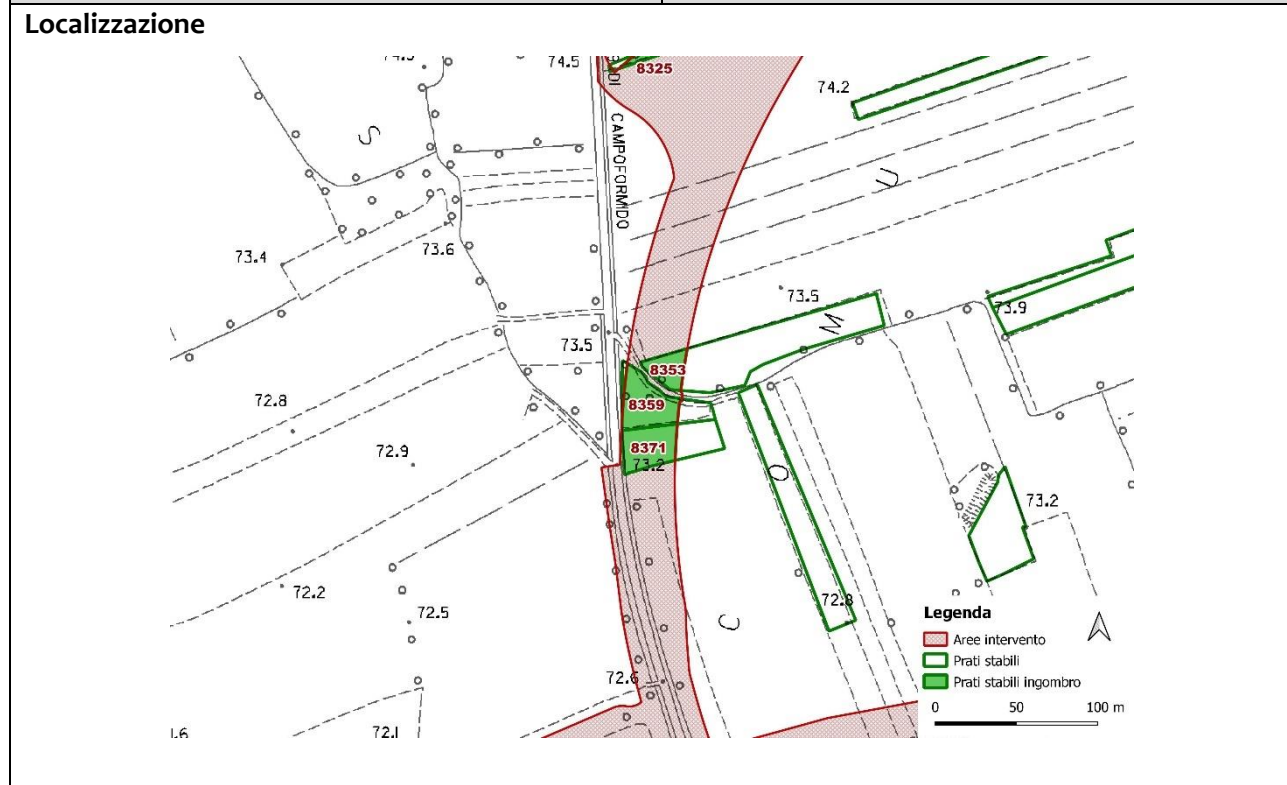 Localizzazione
74.5
8325
74.2
S
CAMPOFORMIDO
U
73.4
73.6
73.5
73.5
M
73.9
8353
8359
72.8
8371
72.9
73.2
O
73.2
72.2
72.5
72.8
C
72.6
72.1
Legenda
Aree intervento
Prati stabili
Prati stabili ingombro
0 50 100 m